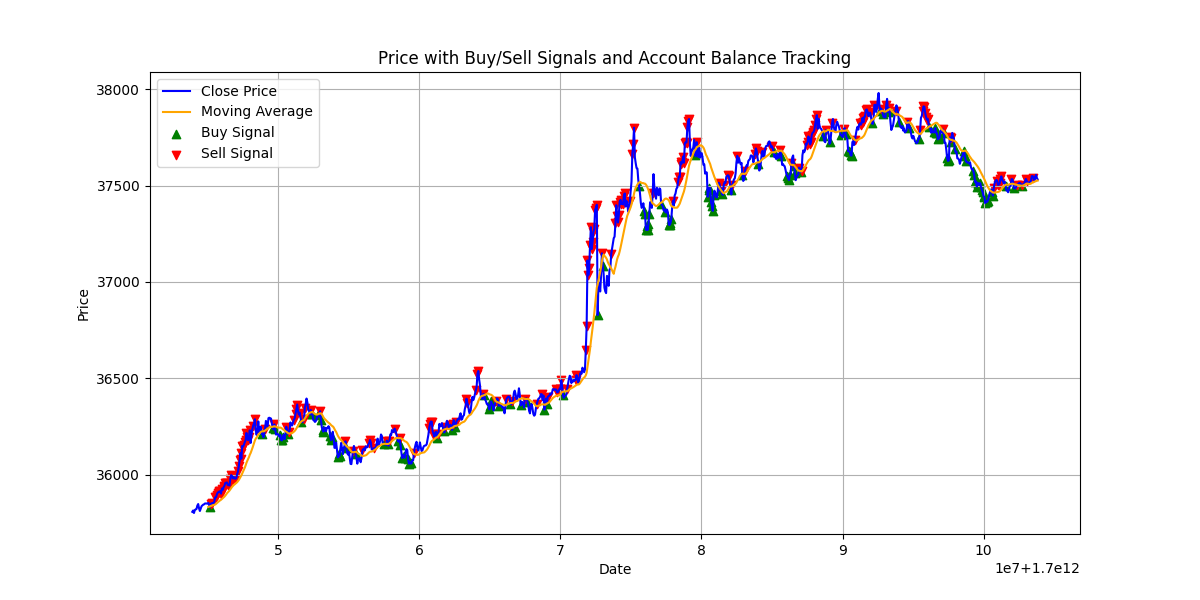 Price with Buy/Sell Signals and Account Balance Tracking
Close Price
Moving Average
Buy Signal
Sell Signal
38000
37500
37000
36500
36000
Price
5 6 7 8 9 10
Date
1e7+1.7e12